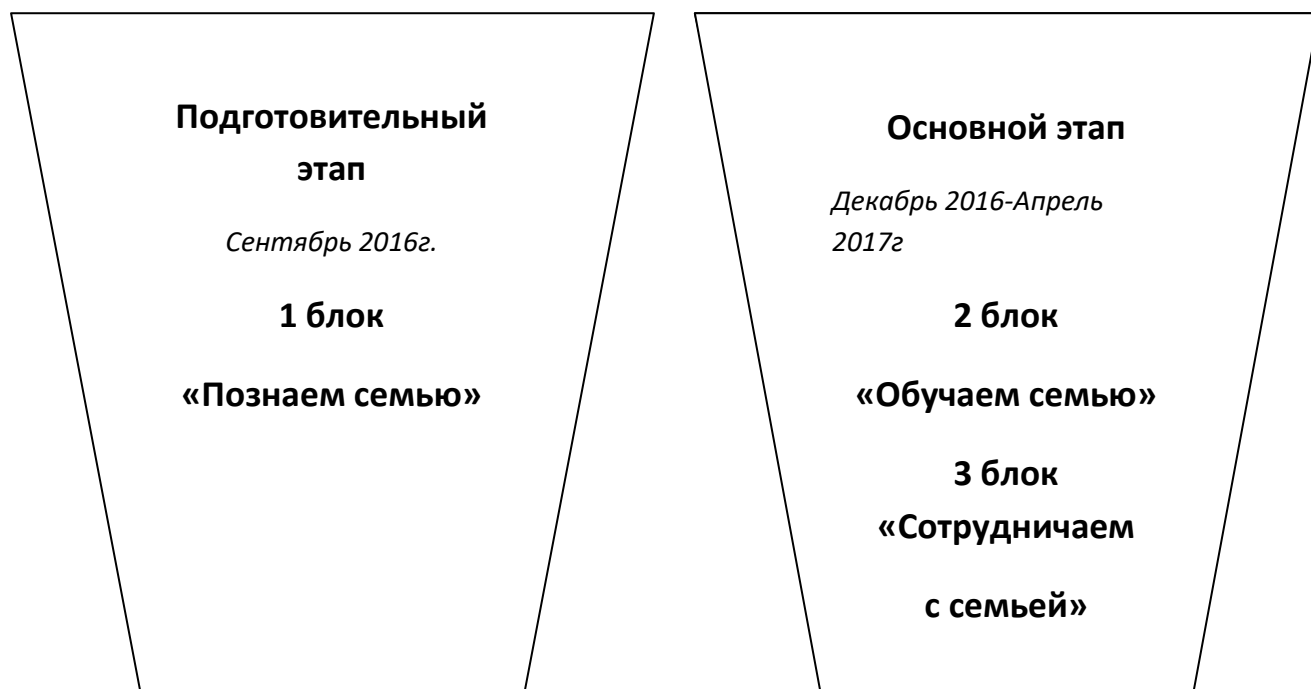 Подготовительный
этап
Сентябрь 2016г.
1 блок
«Познаем семью»
Основной этап
Декабрь 2016-Апрель
2017г
2 блок
«Обучаем семью»
3 блок
«Сотрудничаем
с семьей»